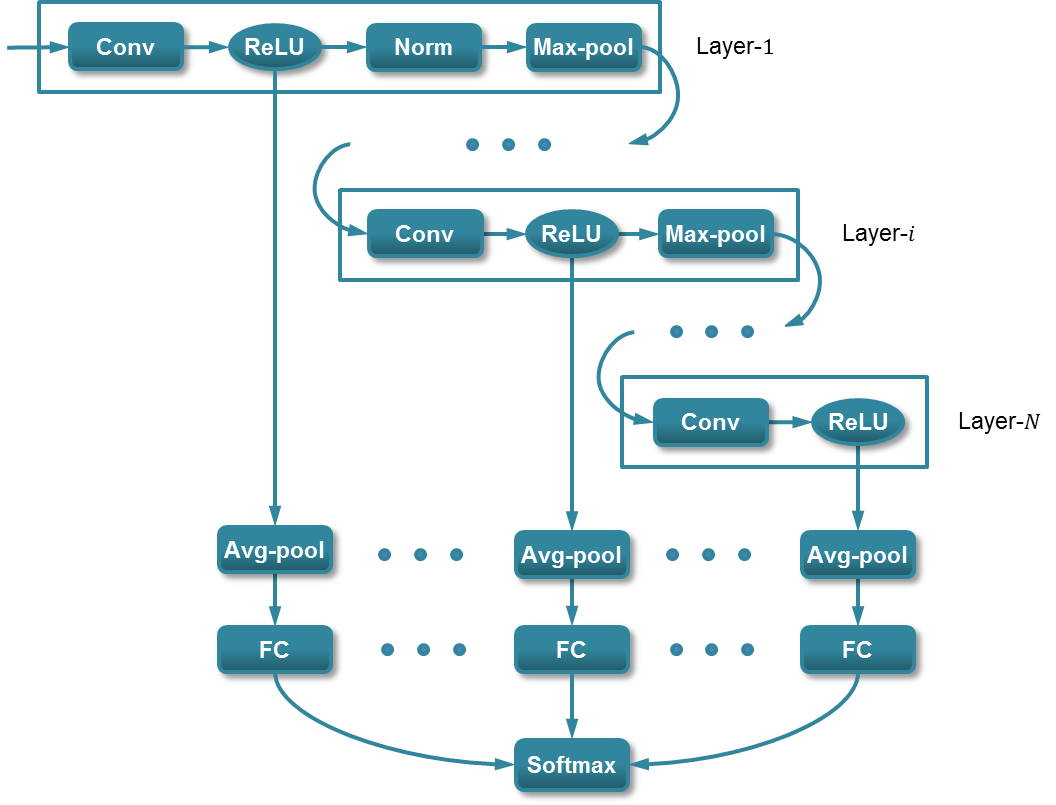 Conv
ReLU
Norm
Max-pool
Layer-1
Conv
ReLU
Max-pool
Layer-i
Conv
ReLU
Layer-N
Avg-pool
Avg-pool
Avg-pool
FC
FC
FC
Softmax